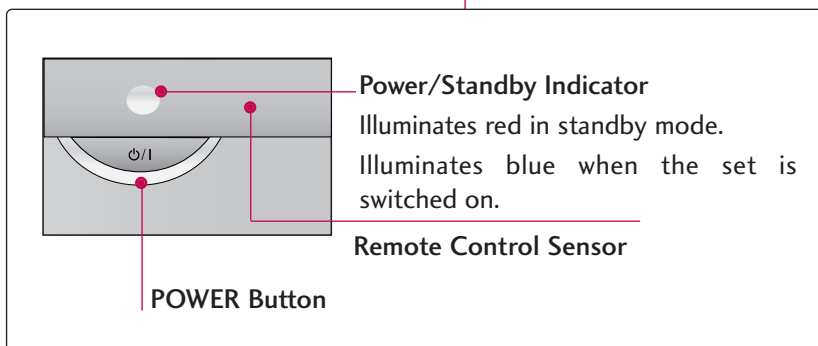 Power/Standby Indicator
Illuminates red in standby mode.
Illuminates blue when the set is
switched on.
⏻/I
Remote Control Sensor
POWER Button